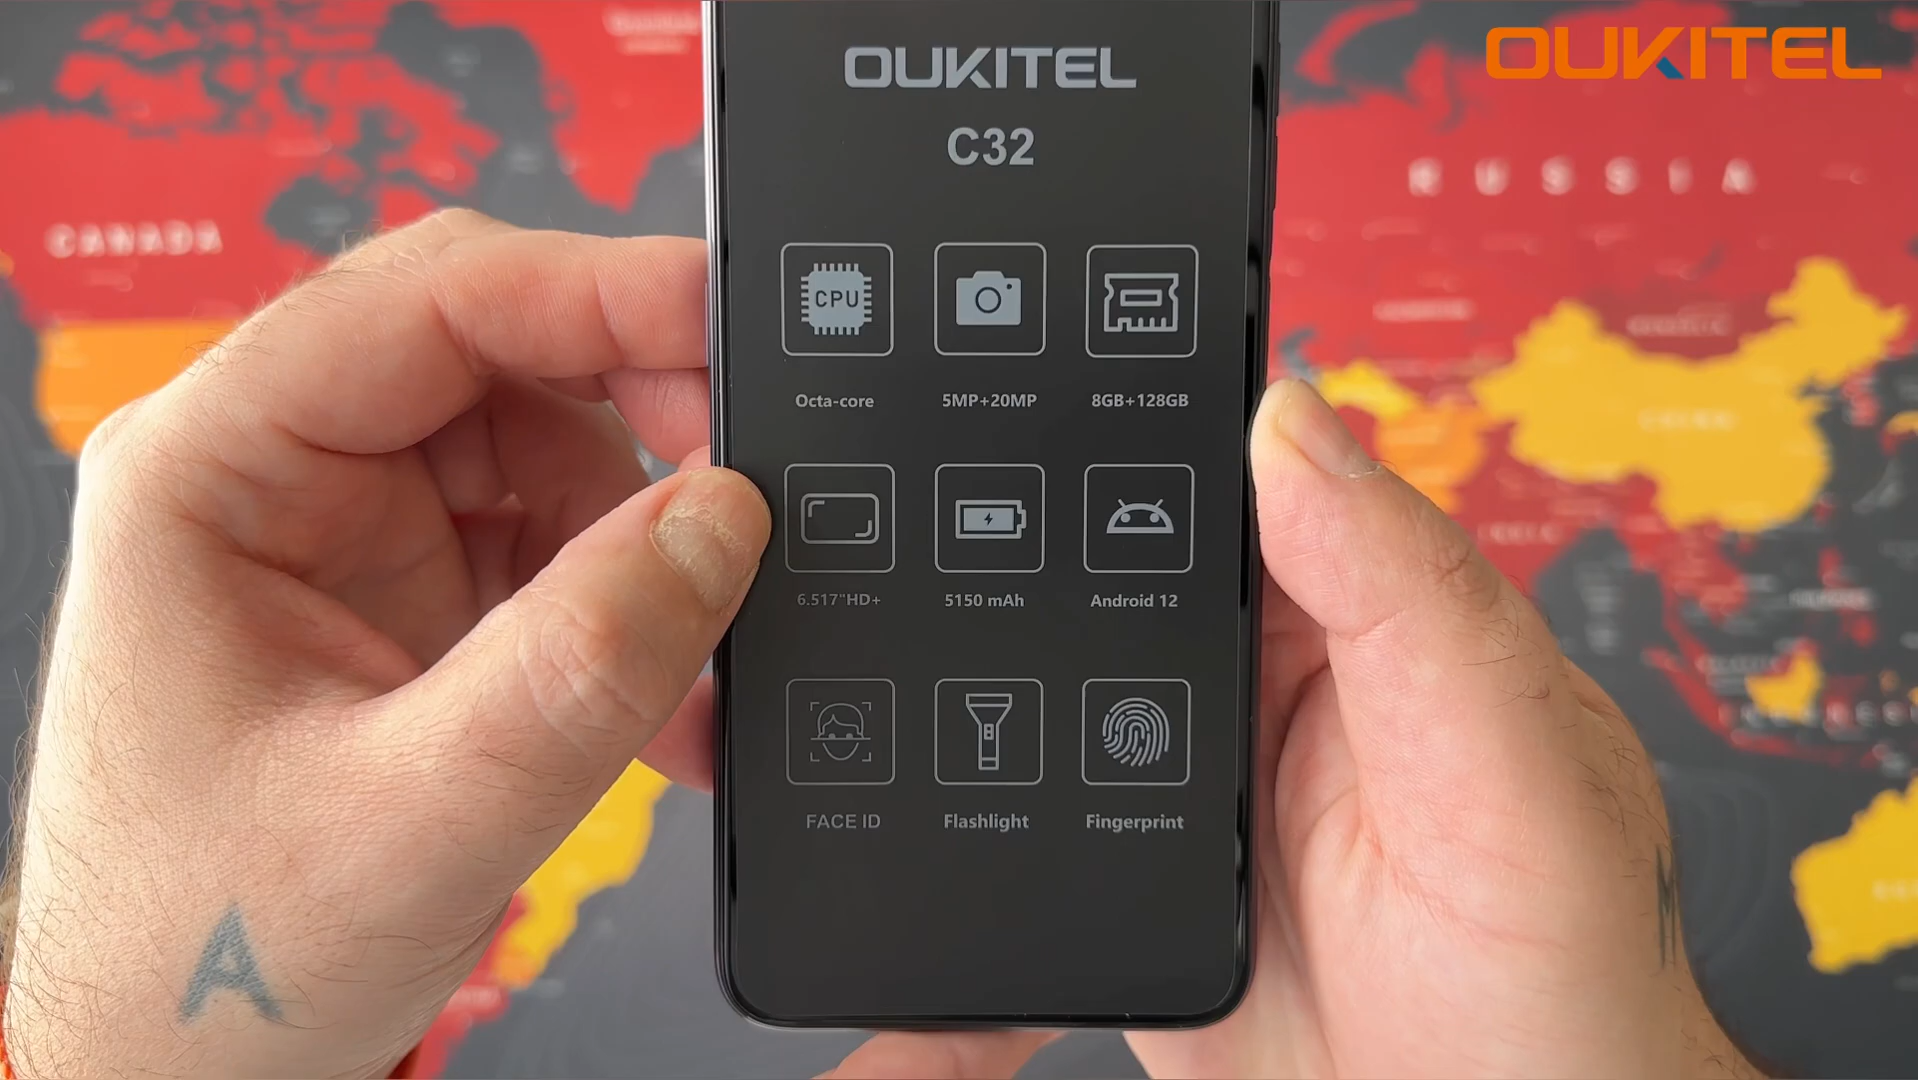 OUKITEL
OUKITEL
C32
CANADA
RUSSIA
CPU
Octa-core
5MP+20MP
8GB+128GB
CHINA
6.517"HD+
5150 mAh
Android 12
FACE ID
Flashlight
Fingerprint
A
M